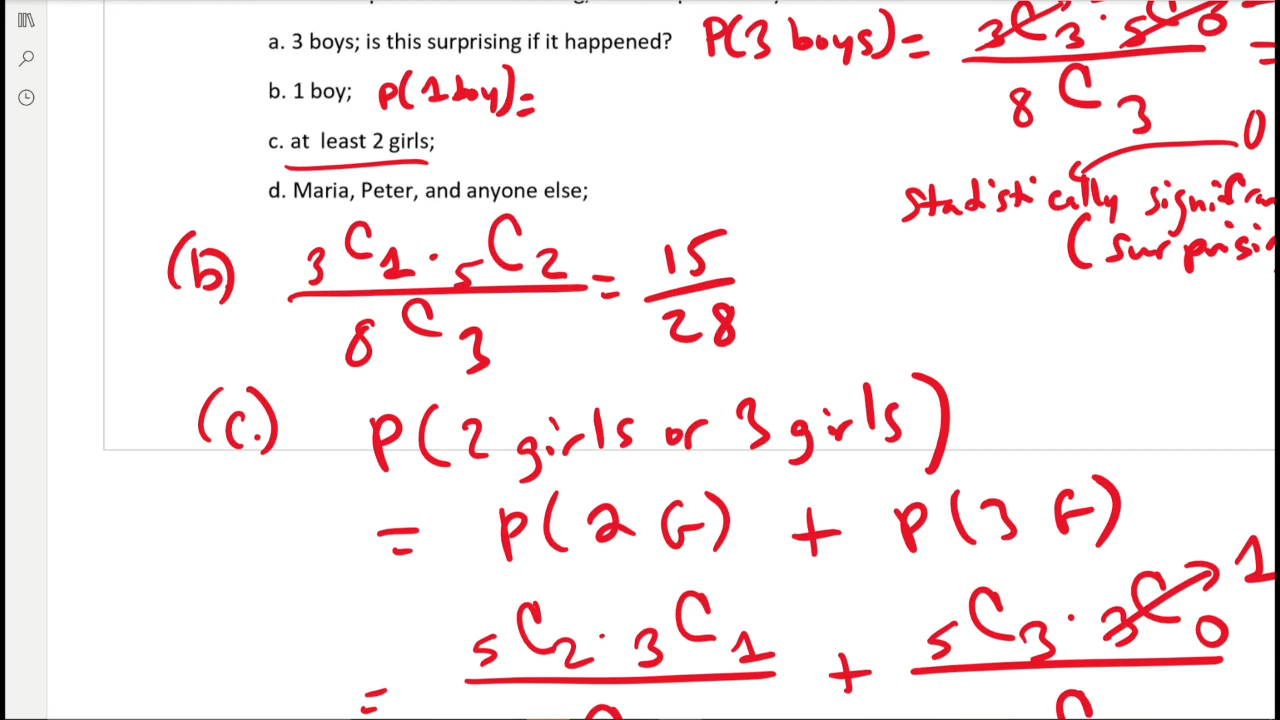 a. 3 boys; is this surprising if it happened? P(3 boys) = 3C3 · 5C0 =
8C3
b. 1 boy; P(1 boy) =
c. at least 2 girls; 0
d. Maria, Peter, and anyone else;
(surprisi
(b) 3C1 · 5C2 = 15
8C3 28
(c.) P(2 girls or 3 girls)
= P(2 G) + P(3 G)
1
= 5C2 · 3C1 + 5C3 · 3C0